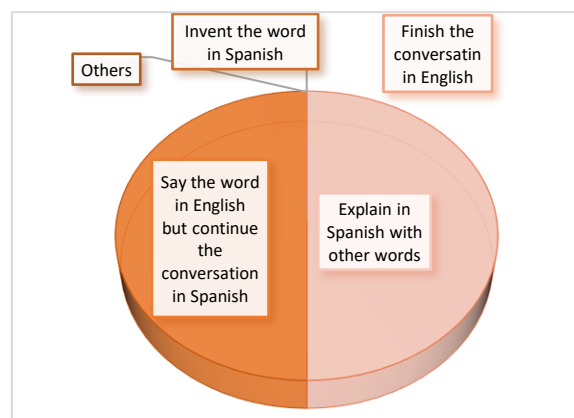 Invent the word
in Spanish
Finish the
conversatin
in English
Others
Say the word
in English
but continue
the
conversation
in Spanish
Explain in
Spanish with
other words